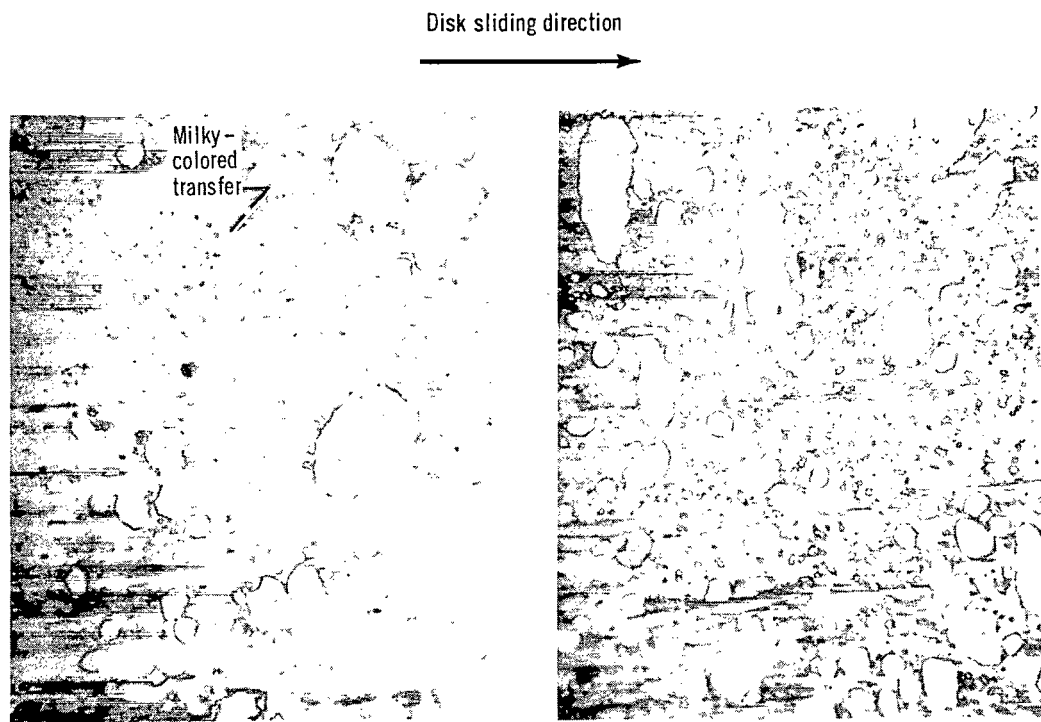 Disk sliding direction
Milky-
colored
transfer